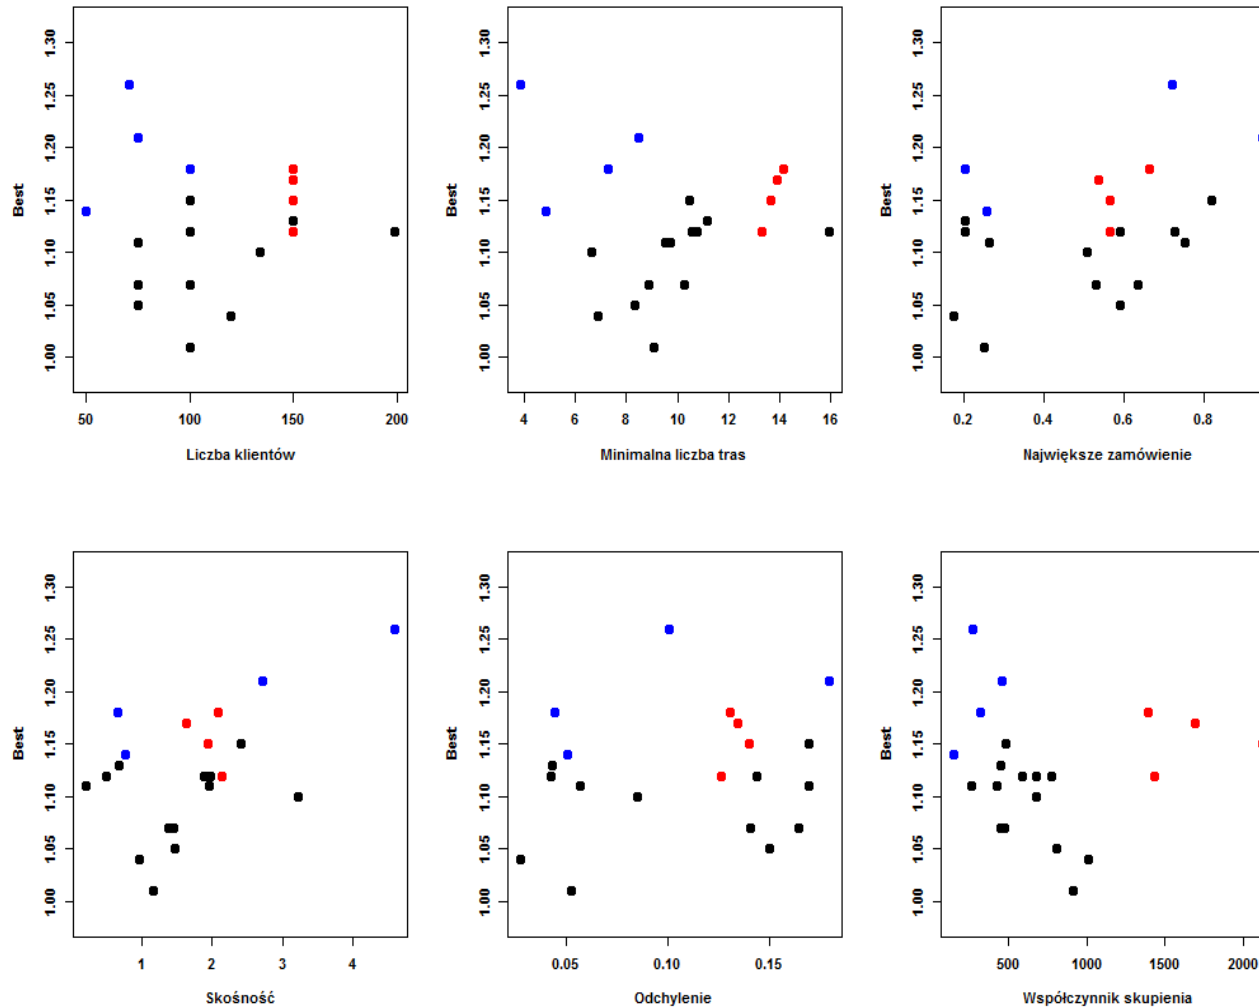 Best
1.00 1.05 1.10 1.15 1.20 1.25 1.30
50 100 150 200
Liczba klientów
Best
1.00 1.05 1.10 1.15 1.20 1.25 1.30
4 6 8 10 12 14 16
Minimalna liczba tras
Best
1.00 1.05 1.10 1.15 1.20 1.25 1.30
0.2 0.4 0.6 0.8
Największe zamówienie
Best
1.00 1.05 1.10 1.15 1.20 1.25 1.30
1 2 3 4
Skośność
Best
1.00 1.05 1.10 1.15 1.20 1.25 1.30
0.05 0.10 0.15
Odchylenie
Best
1.00 1.05 1.10 1.15 1.20 1.25 1.30
500 1000 1500 2000
Współczynnik skupienia